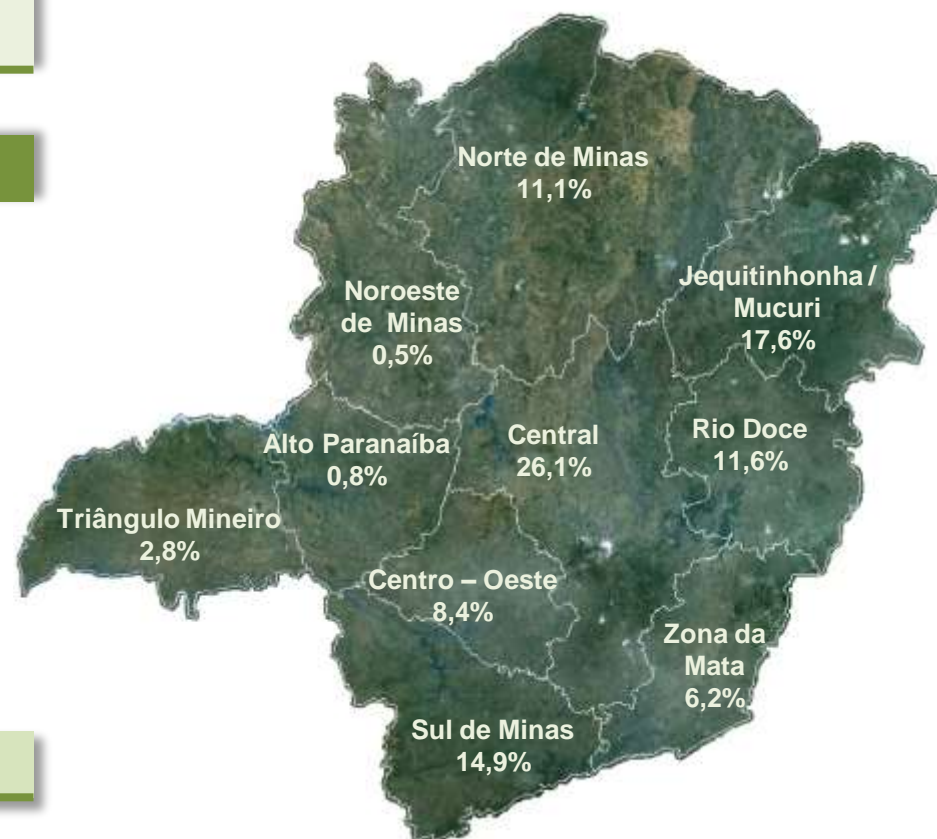 Norte de Minas
11,1%
Jequitinhonha /
Mucuri
17,6%
Noroeste
de Minas
0,5%
Alto Paranaíba
0,8%
Central
26,1%
Rio Doce
11,6%
Triângulo Mineiro
2,8%
Centro – Oeste
8,4%
Zona da
Mata
6,2%
Sul de Minas
14,9%